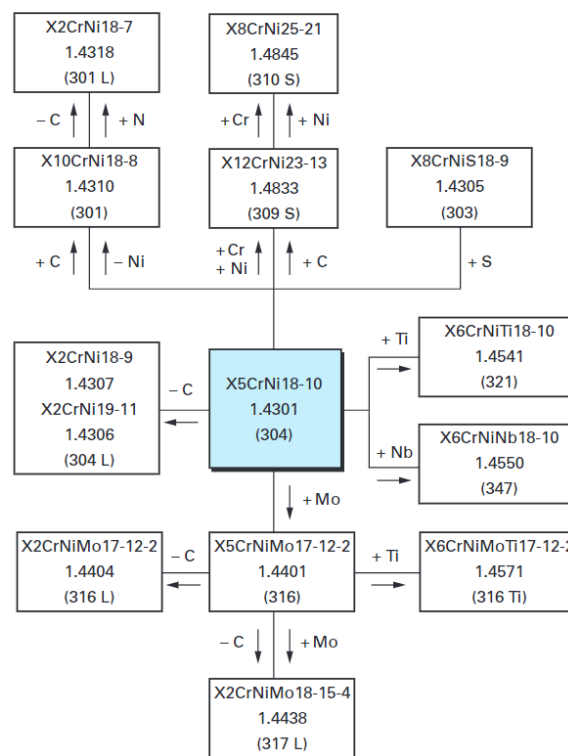 X2CrNi18-7
1.4318
(301 L)
X8CrNi25-21
1.4845
(310 S)
– C
+ N
+Cr
+ Ni
X10CrNi18-8
1.4310
(301)
X12CrNi23-13
1.4833
(309 S)
X8CrNiS18-9
1.4305
(303)
+ C
– Ni
+Cr
+ Ni
+ C
+ S
X2CrNi18-9
1.4307
X2CrNi19-11
1.4306
(304 L)
– C
X5CrNi18-10
1.4301
(304)
+ Ti
X6CrNiTi18-10
1.4541
(321)
+ Nb
X6CrNiNb18-10
1.4550
(347)
+ Mo
X2CrNiMo17-12-2
1.4404
(316 L)
– C
X5CrNiMo17-12-2
1.4401
(316)
+ Ti
X6CrNiMoTi17-12-2
1.4571
(316 Ti)
– C
+ Mo
X2CrNiMo18-15-4
1.4438
(317 L)